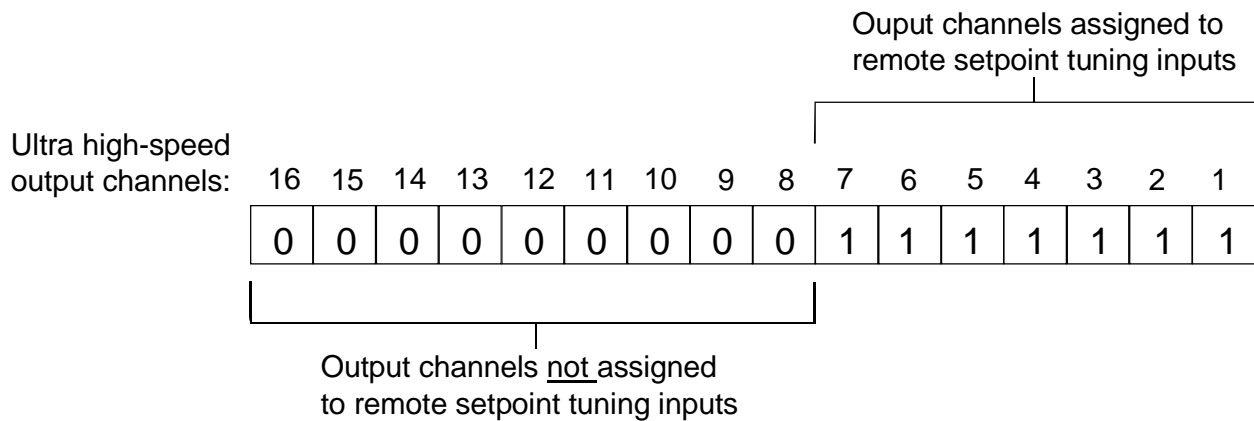 Ouput channels assigned to
remote setpoint tuning inputs
Ultra high-speed
output channels:
16 15 14 13 12 11 10 9 8 7 6 5 4 3 2 1
0 0 0 0 0 0 0 0 0 1 1 1 1 1 1 1
Output channels not assigned
to remote setpoint tuning inputs